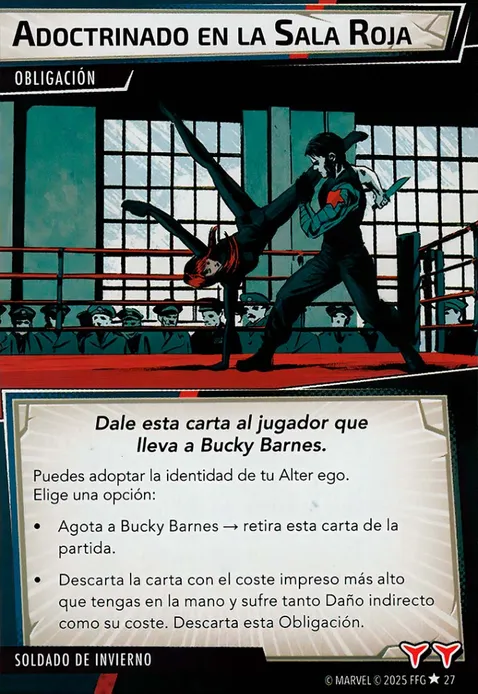 Adoctrinado en la Sala Roja
OBLIGACIÓN
Dale esta carta al jugador que
lleva a Bucky Barnes.
Puedes adoptar la identidad de tu Alter ego.
Elige una opción:
• Agota a Bucky Barnes → retira esta carta de la
partida.
• Descarta la carta con el coste impreso más alto
que tengas en la mano y sufre tanto Daño indirecto
como su coste. Descarta esta Obligación.
SOLDADO DE INVIERNO
© MARVEL © 2025 FFG ★ 27